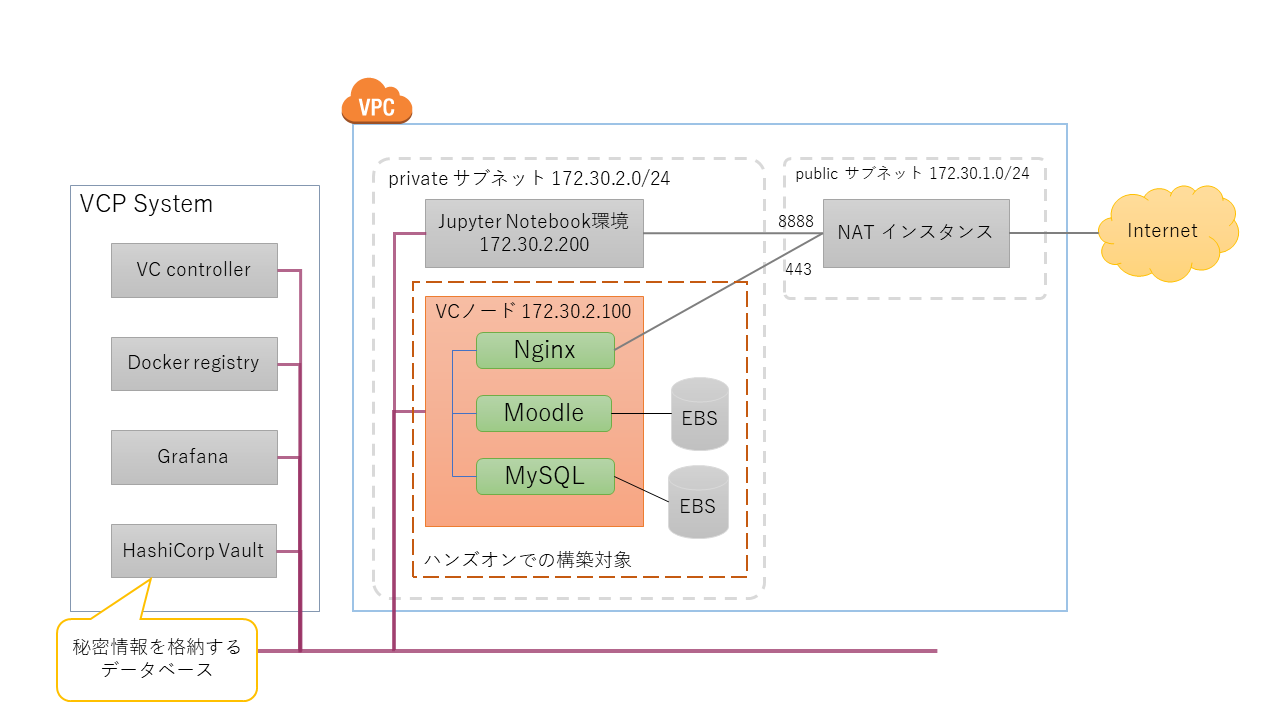 VPC
private サブネット 172.30.2.0/24
public サブネット 172.30.1.0/24
VCP System
Jupyter Notebook環境
172.30.2.200
8888
NAT インスタンス
Internet
VC controller
443
VCノード 172.30.2.100
Nginx
Docker registry
Moodle
EBS
Grafana
MySQL
EBS
HashiCorp Vault
ハンズオンでの構築対象
秘密情報を格納する
データベース